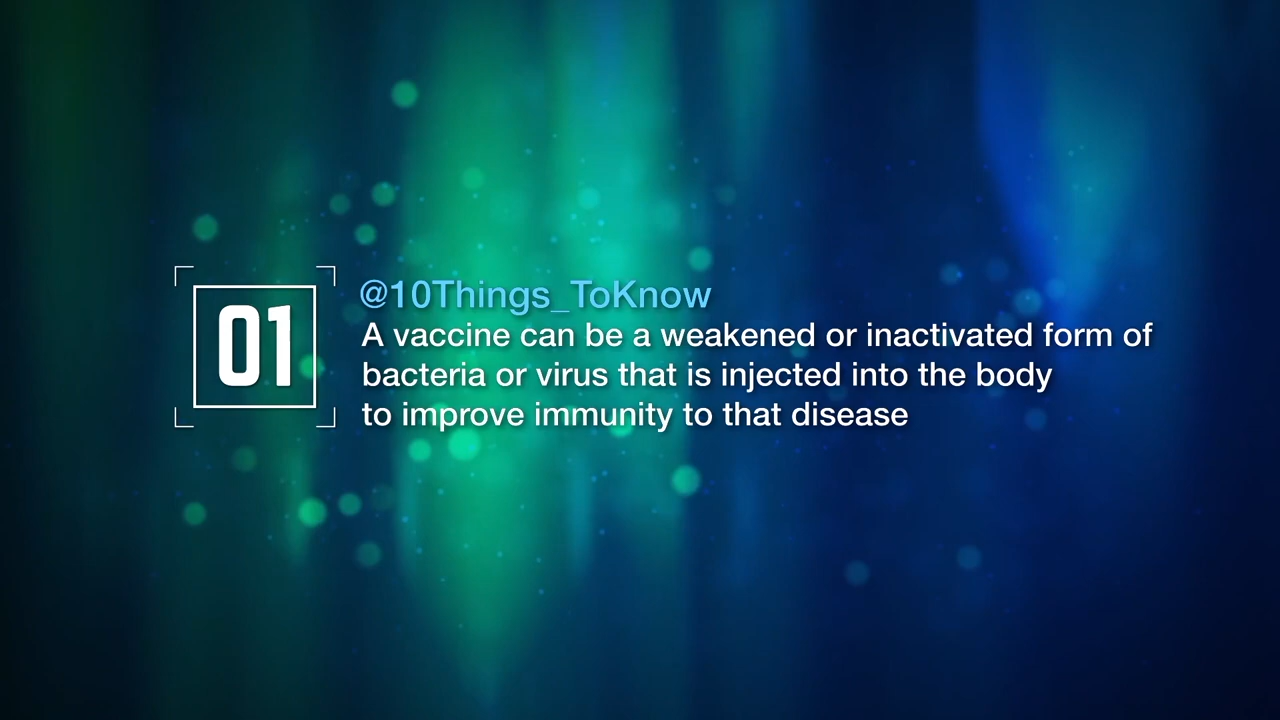 01
@10Things_ToKnow
A vaccine can be a weakened or inactivated form of
bacteria or virus that is injected into the body
to improve immunity to that disease